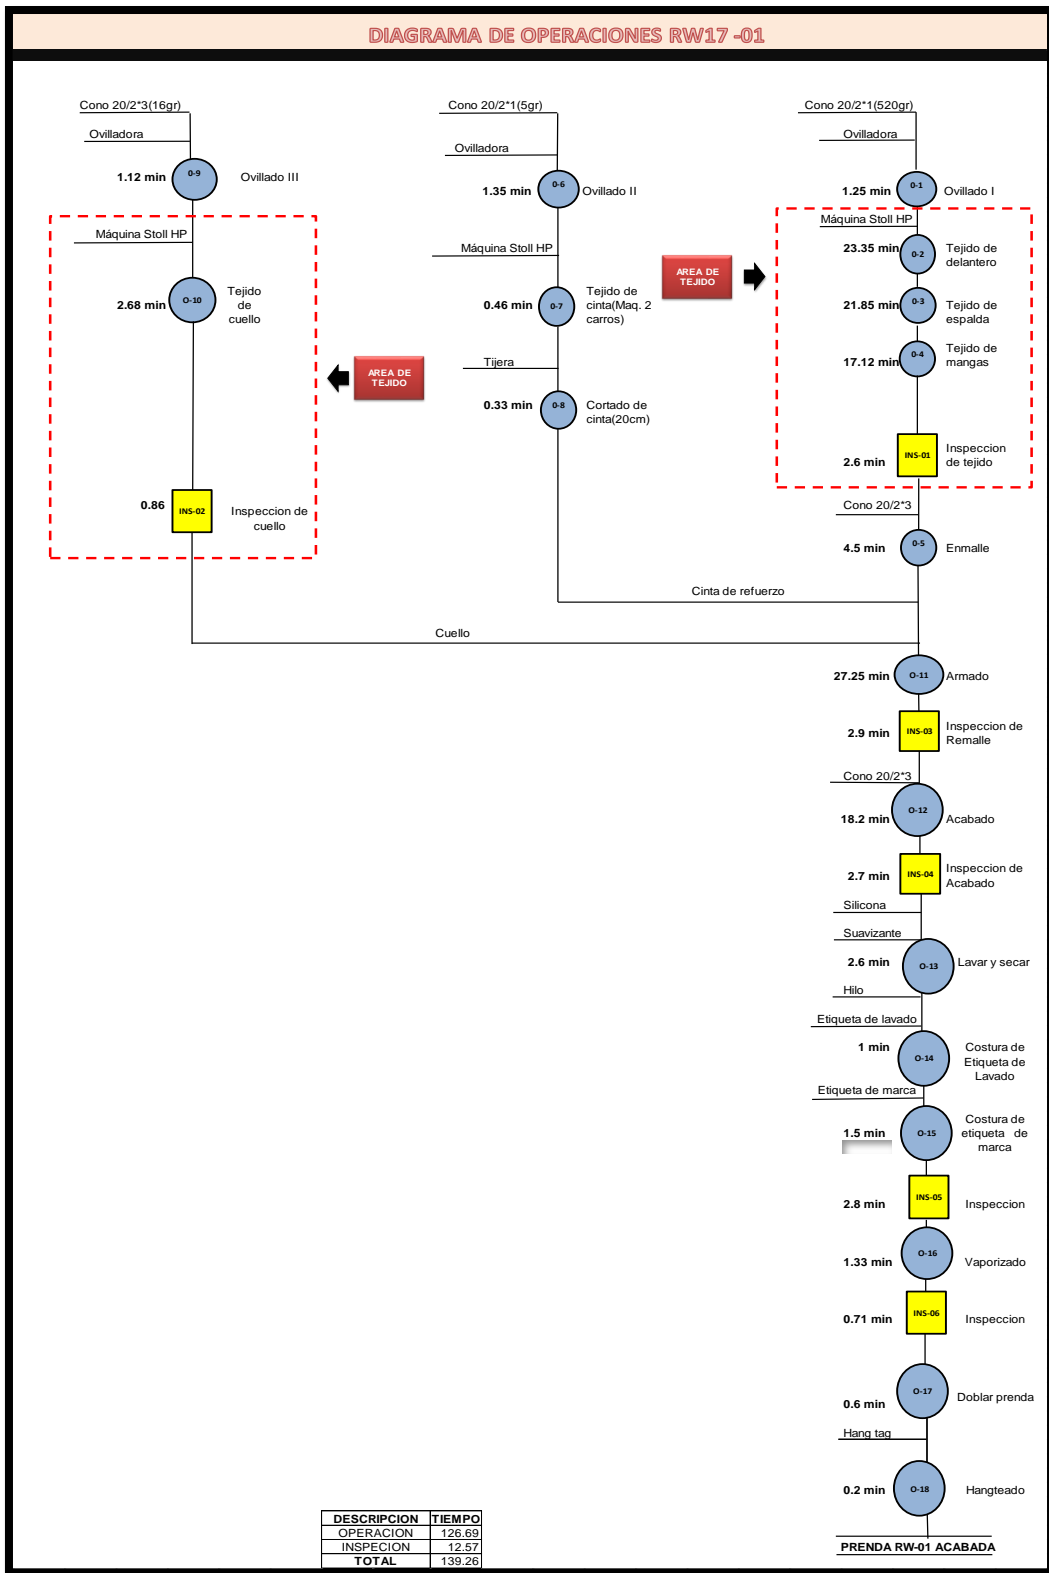 DIAGRAMA DE OPERACIONES RW17 -01
Cono 20/2*3(16gr)
Ovilladora
1.12 min
0-9
Ovillado III
Máquina Stoll HP
2.68 min
O-10
Tejido
de
cuello
0.86
INS-02
Inspeccion de
cuello
AREA DE
TEJIDO
Cono 20/2*1(5gr)
Ovilladora
1.35 min
0-6
Ovillado II
Máquina Stoll HP
0.46 min
0-7
Tejido de
cinta(Maq. 2
carros)
Tijera
0.33 min
0-8
Cortado de
cinta(20cm)
AREA DE
TEJIDO
Cono 20/2*1(520gr)
Ovilladora
1.25 min
0-1
Ovillado I
Máquina Stoll HP
23.35 min
0-2
Tejido de
delantero
21.85 min
0-3
Tejido de
espalda
17.12 min
0-4
Tejido de
mangas
2.6 min
INS-01
Inspeccion
de tejido
Cono 20/2*3
4.5 min
0-5
Enmalle
Cinta de refuerzo
Cuello
27.25 min
O-11
Armado
2.9 min
INS-03
Inspeccion de
Remalle
Cono 20/2*3
18.2 min
O-12
Acabado
2.7 min
INS-04
Inspeccion de
Acabado
Silicona
Suavizante
2.6 min
O-13
Lavar y secar
Hilo
Etiqueta de lavado
1 min
O-14
Costura de
Etiqueta de
Lavado
Etiqueta de marca
1.5 min
O-15
Costura de
etiqueta de
marca
2.8 min
INS-05
Inspeccion
1.33 min
O-16
Vaporizado
0.71 min
INS-06
Inspeccion
0.6 min
O-17
Doblar prenda
Hang tag
0.2 min
O-18
Hangteado
PRENDA RW-01 ACABADA
DESCRIPCION TIEMPO
OPERACION 126.69
INSPECION 12.57
TOTAL 139.26